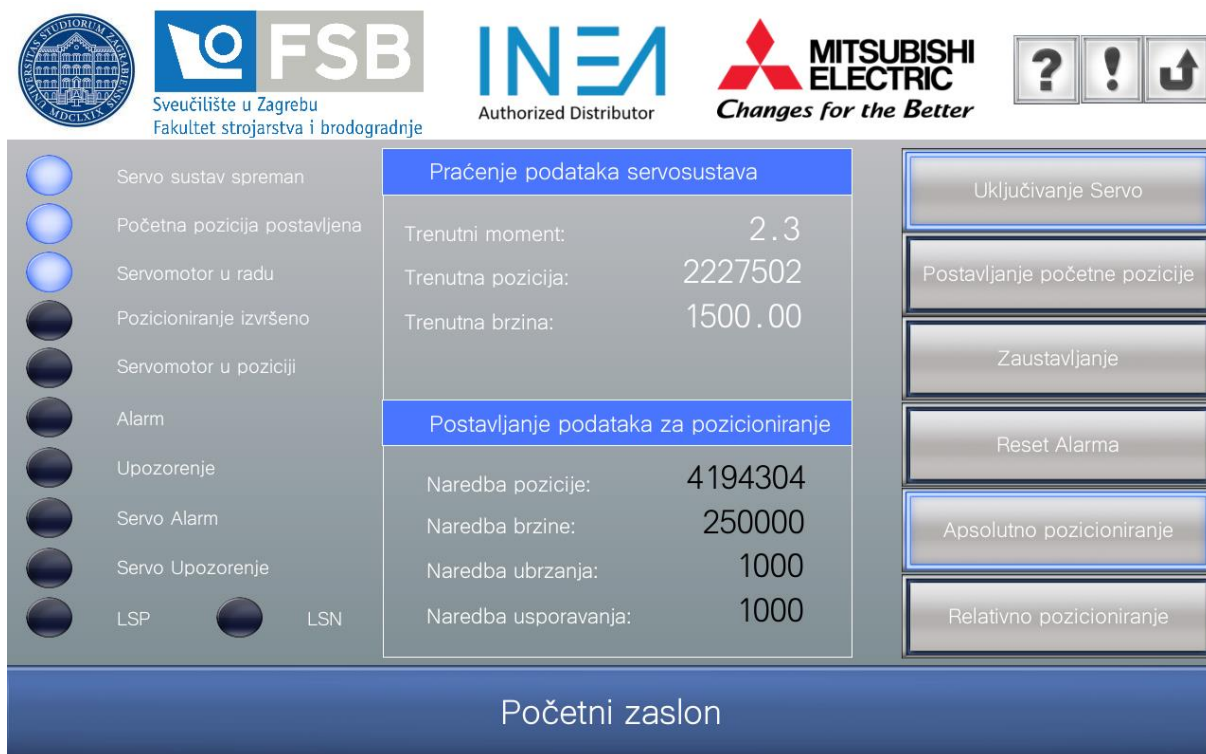 STUDIORUM ZAGRABIENSIS UNIVERSITAS MDCLXIX
FSB
Sveučilište u Zagrebu
Fakultet strojarstva i brodogradnje
INEA
Authorized Distributor
MITSUBISHI
ELECTRIC
Changes for the Better
?
!
Servo sustav spreman
Početna pozicija postavljena
Servomotor u radu
Pozicioniranje izvršeno
Servomotor u poziciji
Alarm
Upozorenje
Servo Alarm
Servo Upozorenje
LSP
LSN
Praćenje podataka servosustava
Trenutni moment: 2.3
Trenutna pozicija: 2227502
Trenutna brzina: 1500.00
Postavljanje podataka za pozicioniranje
Naredba pozicije: 4194304
Naredba brzine: 250000
Naredba ubrzanja: 1000
Naredba usporavanja: 1000
Uključivanje Servo
Postavljanje početne pozicije
Zaustavljanje
Reset Alarma
Apsolutno pozicioniranje
Relativno pozicioniranje
Početni zaslon